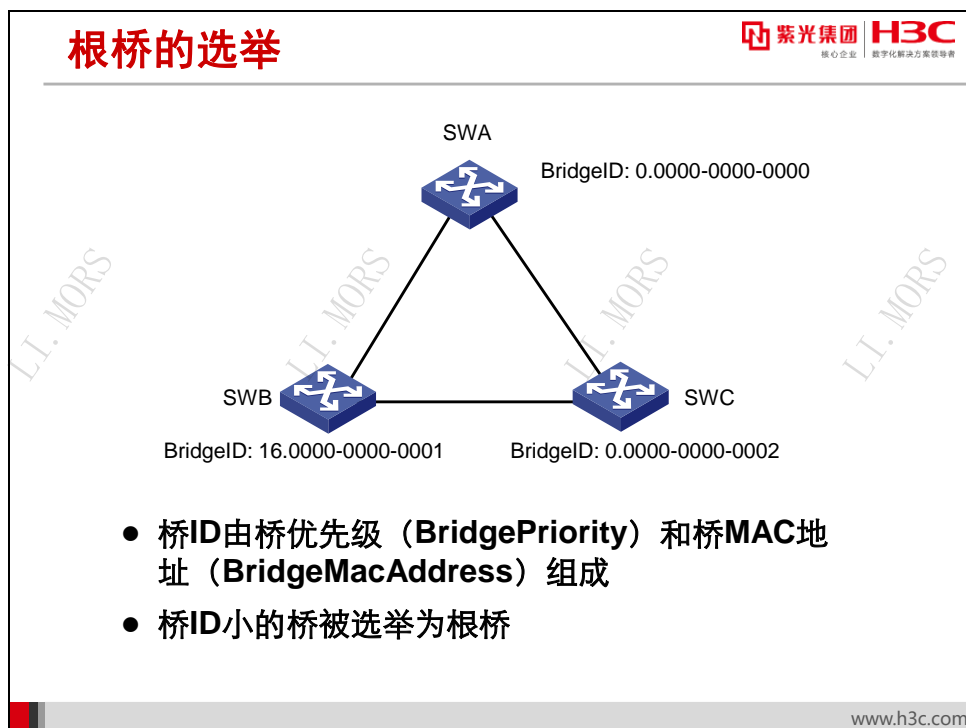 根桥的选举
紫光集团 H3C
核心企业 数字化解决方案领导者
SWA
BridgeID: 0.0000-0000-0000
LI. MORS
LI. MORS
LI. MORS
LI. MORS
SWB
SWC
BridgeID: 16.0000-0000-0001
BridgeID: 0.0000-0000-0002
● 桥ID由桥优先级（BridgePriority）和桥MAC地
址（BridgeMacAddress）组成
● 桥ID小的桥被选举为根桥
www.h3c.com